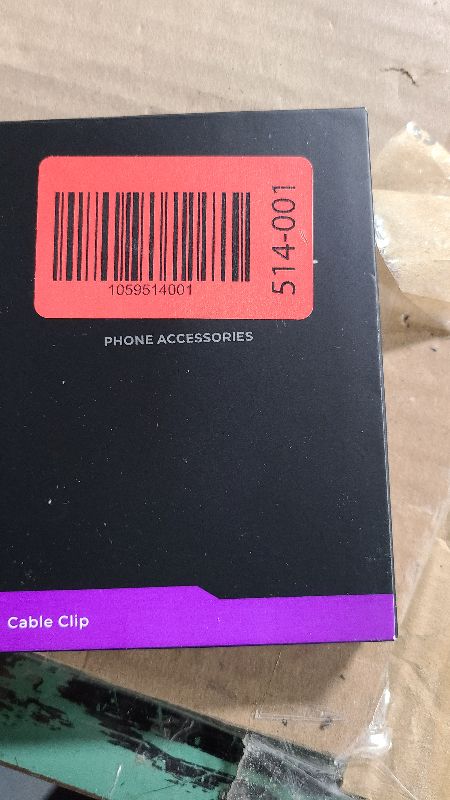 1059514001
514-001
PHONE ACCESSORIES
Cable Clip